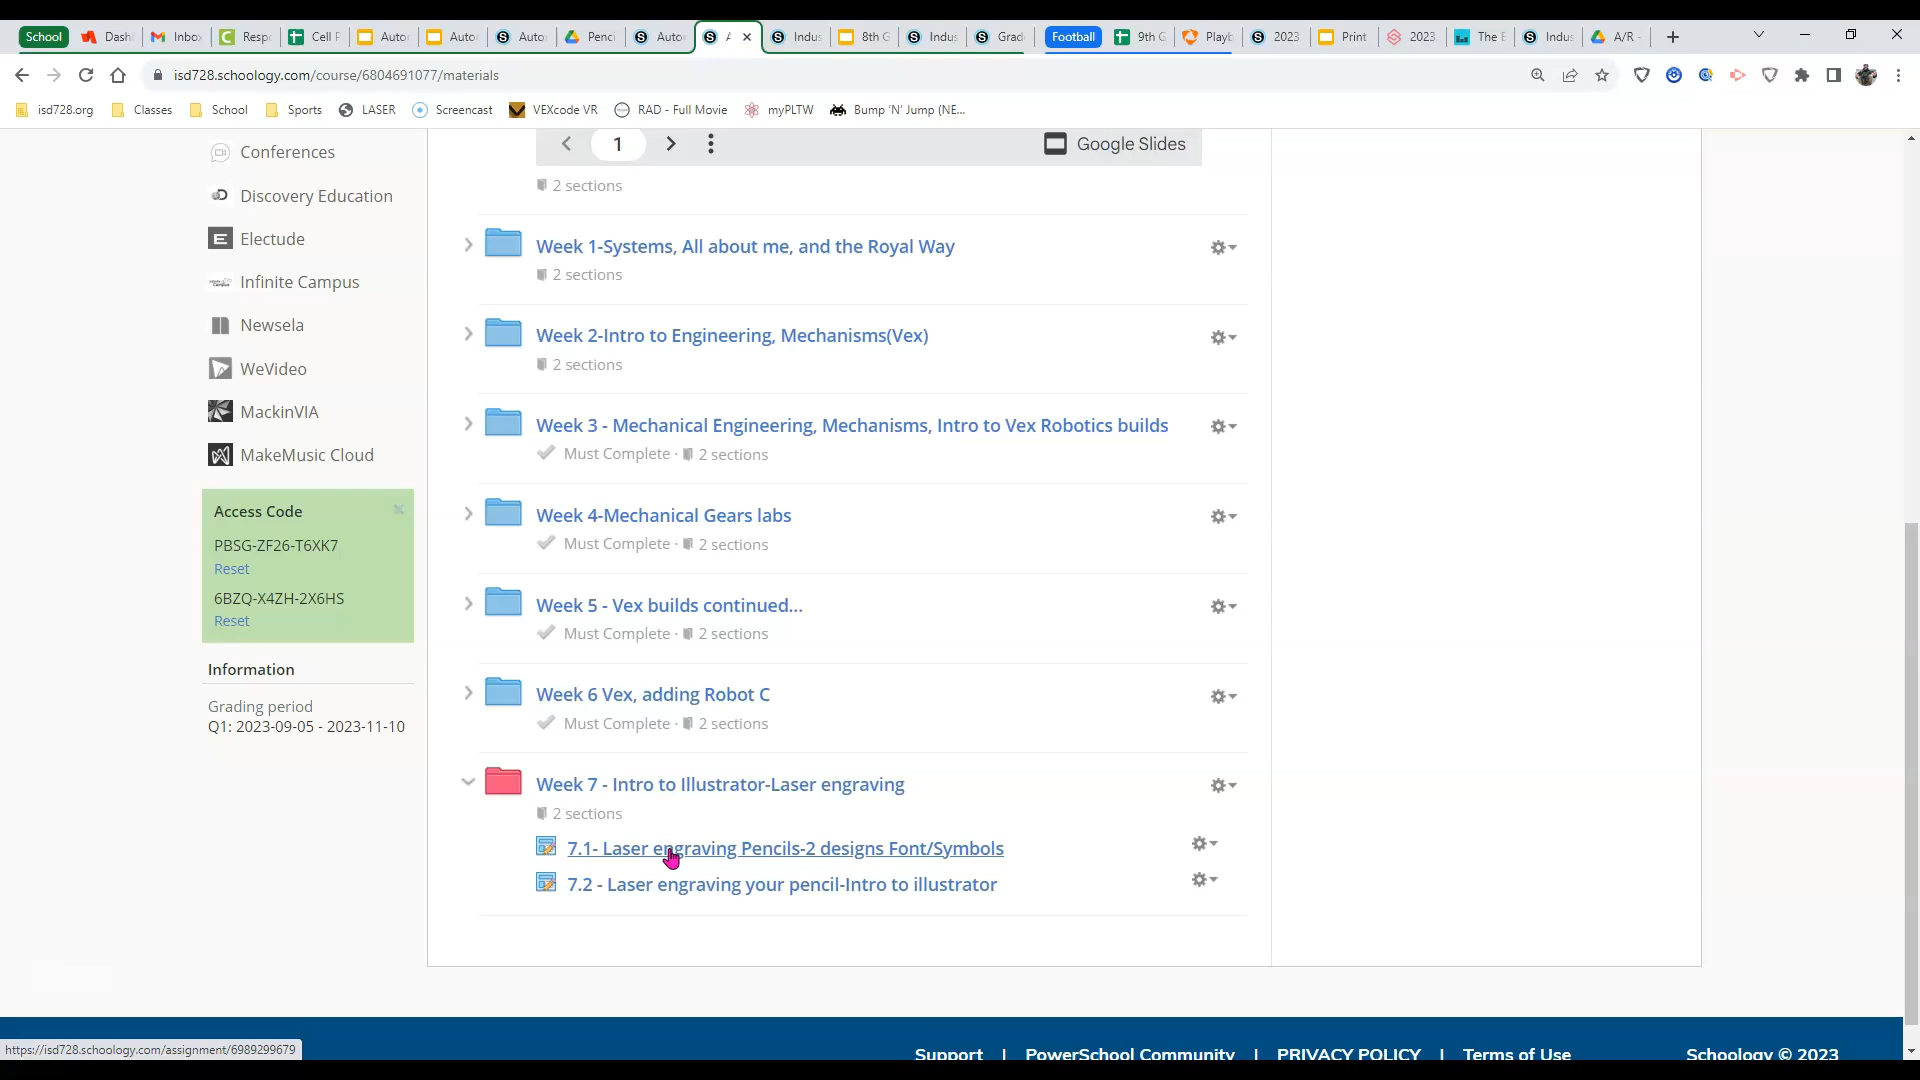 School
Dash
Inbox
Respo
Cell P
Autor
Autor
Autor
Penci
Autor
A
Indus
8th G
Indus
Grad
Football
9th G
Playb
2023
Print
2023
The E
Indus
A/R -
isd728.schoology.com/course/6804691077/materials
isd728.org
Classes
School
Sports
LASER
Screencast
VEXcode VR
RAD - Full Movie
myPLTW
Bump 'N' Jump (NE...
Conferences
Discovery Education
Electude
Infinite Campus
Newsela
WeVideo
MackinVIA
MakeMusic Cloud
Access Code
PBSG-ZF26-T6XK7
Reset
6BZQ-X4ZH-2X6HS
Reset
Information
Grading period
Q1: 2023-09-05 - 2023-11-10
1
Google Slides
2 sections
Week 1-Systems, All about me, and the Royal Way
2 sections
Week 2-Intro to Engineering, Mechanisms(Vex)
2 sections
Week 3 - Mechanical Engineering, Mechanisms, Intro to Vex Robotics builds
Must Complete · 2 sections
Week 4-Mechanical Gears labs
Must Complete · 2 sections
Week 5 - Vex builds continued...
Must Complete · 2 sections
Week 6 Vex, adding Robot C
Must Complete · 2 sections
Week 7 - Intro to Illustrator-Laser engraving
2 sections
7.1- Laser engraving Pencils-2 designs Font/Symbols
7.2 - Laser engraving your pencil-Intro to illustrator
https://isd728.schoology.com/assignment/6989299679
Support | PowerSchool Community | PRIVACY POLICY | Terms of Use
Schoology © 2023